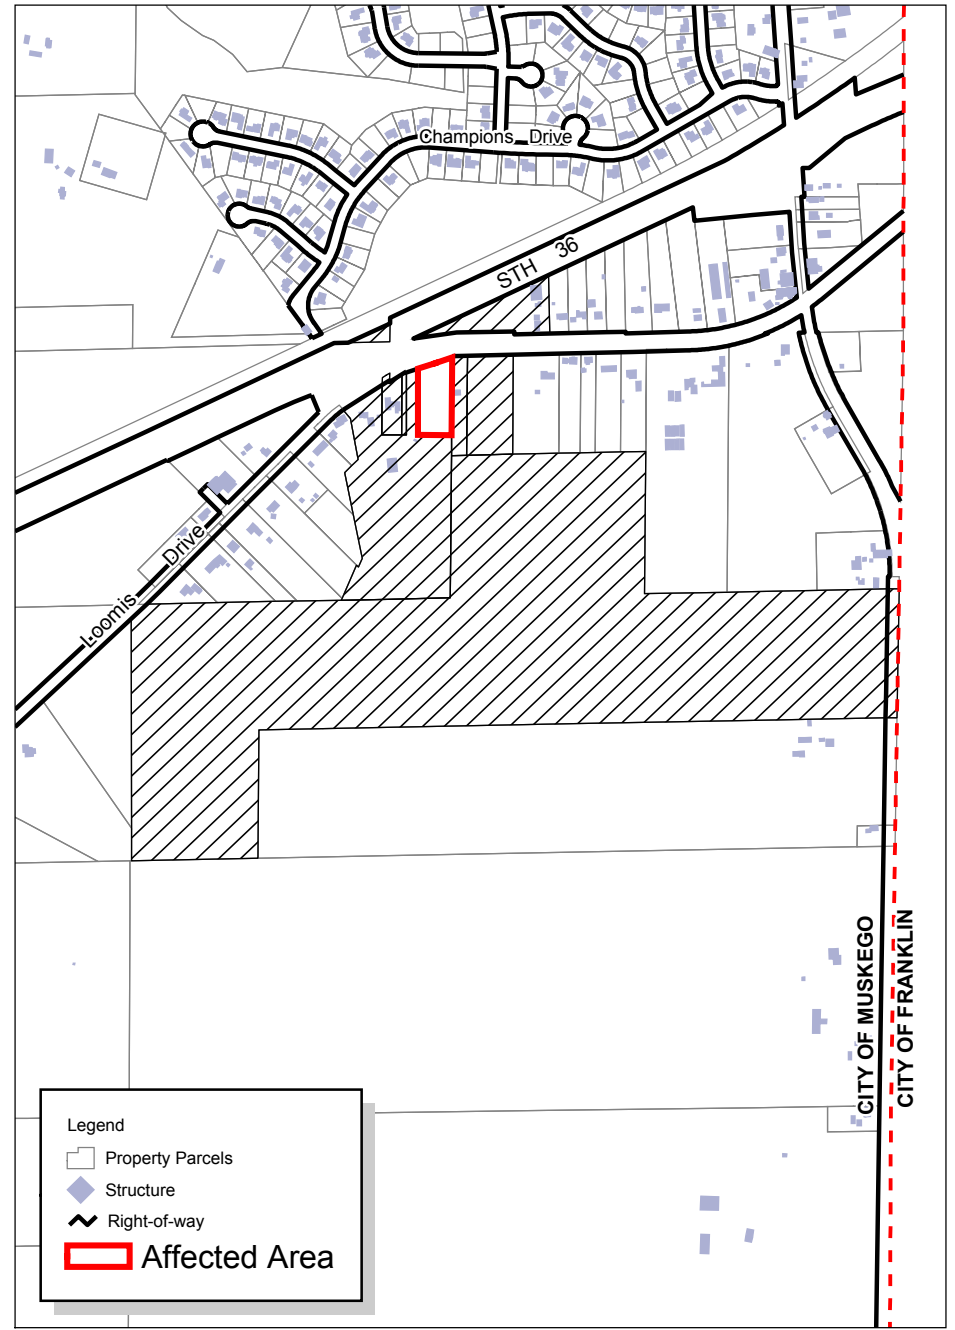 Champions Drive
STH 36
Loomis Drive
CITY OF MUSKEGO
CITY OF FRANKLIN
Legend
Property Parcels
Structure
Right-of-way
Affected Area